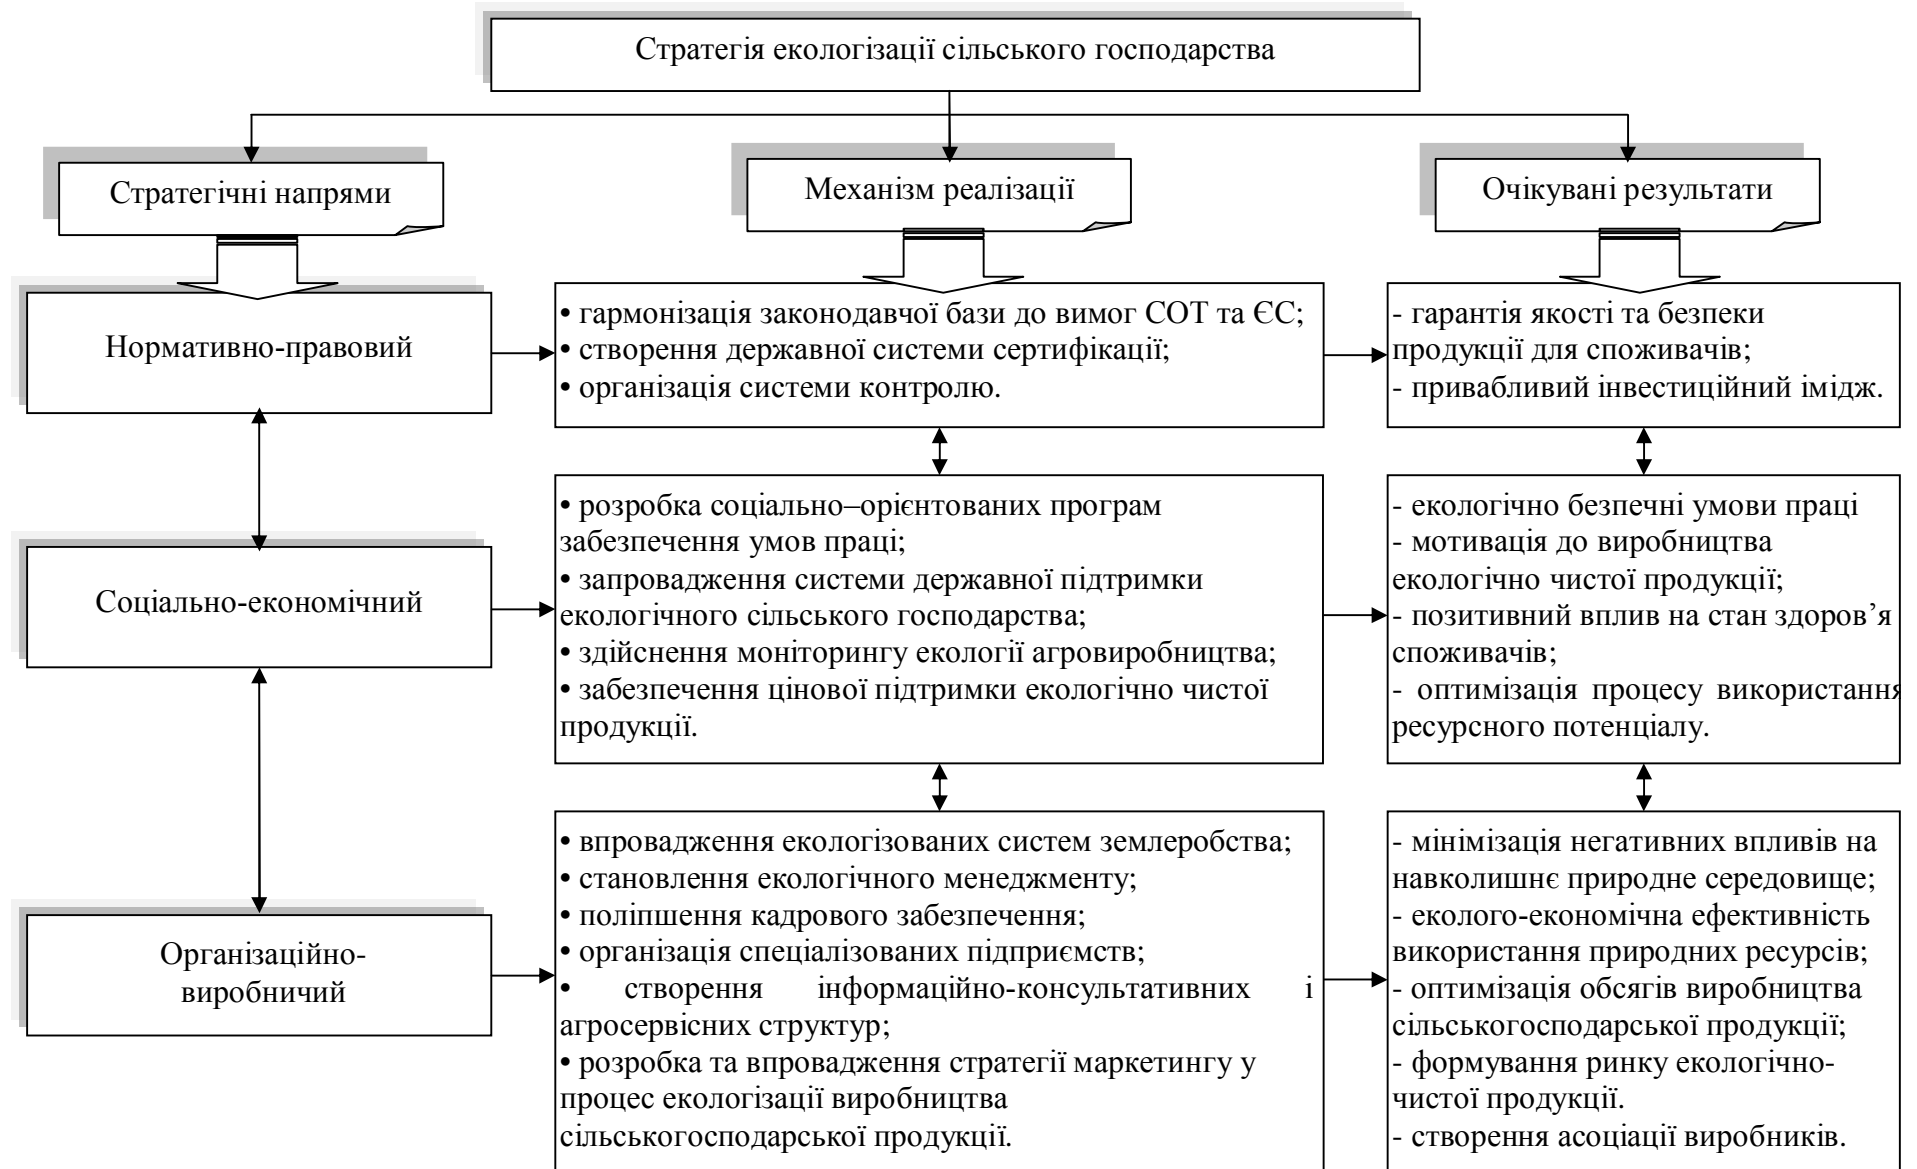 Стратегія екологізації сільського господарства
Стратегічні напрями
Механізм реалізації
Очікувані результати
Нормативно-правовий
• гармонізація законодавчої бази до вимог СОТ та ЄС;
• створення державної системи сертифікації;
• організація системи контролю.
- гарантія якості та безпеки
продукції для споживачів;
- привабливий інвестиційний імідж.
Соціально-економічний
• розробка соціально–орієнтованих програм
забезпечення умов праці;
• запровадження системи державної підтримки
екологічного сільського господарства;
• здійснення моніторингу екології агровиробництва;
• забезпечення цінової підтримки екологічно чистої
продукції.
- екологічно безпечні умови праці
- мотивація до виробництва
екологічно чистої продукції;
- позитивний вплив на стан здоров’я
споживачів;
- оптимізація процесу використання
ресурсного потенціалу.
Організаційно-
виробничий
• впровадження екологізованих систем землеробства;
• становлення екологічного менеджменту;
• поліпшення кадрового забезпечення;
• організація спеціалізованих підприємств;
• створення інформаційно-консультативних і
агросервісних структур;
• розробка та впровадження стратегії маркетингу у
процес екологізації виробництва
сільськогосподарської продукції.
- мінімізація негативних впливів на
навколишнє природне середовище;
- еколого-економічна ефективність
використання природних ресурсів;
- оптимізація обсягів виробництва
сільськогосподарської продукції;
- формування ринку екологічно-
чистої продукції.
- створення асоціації виробників.